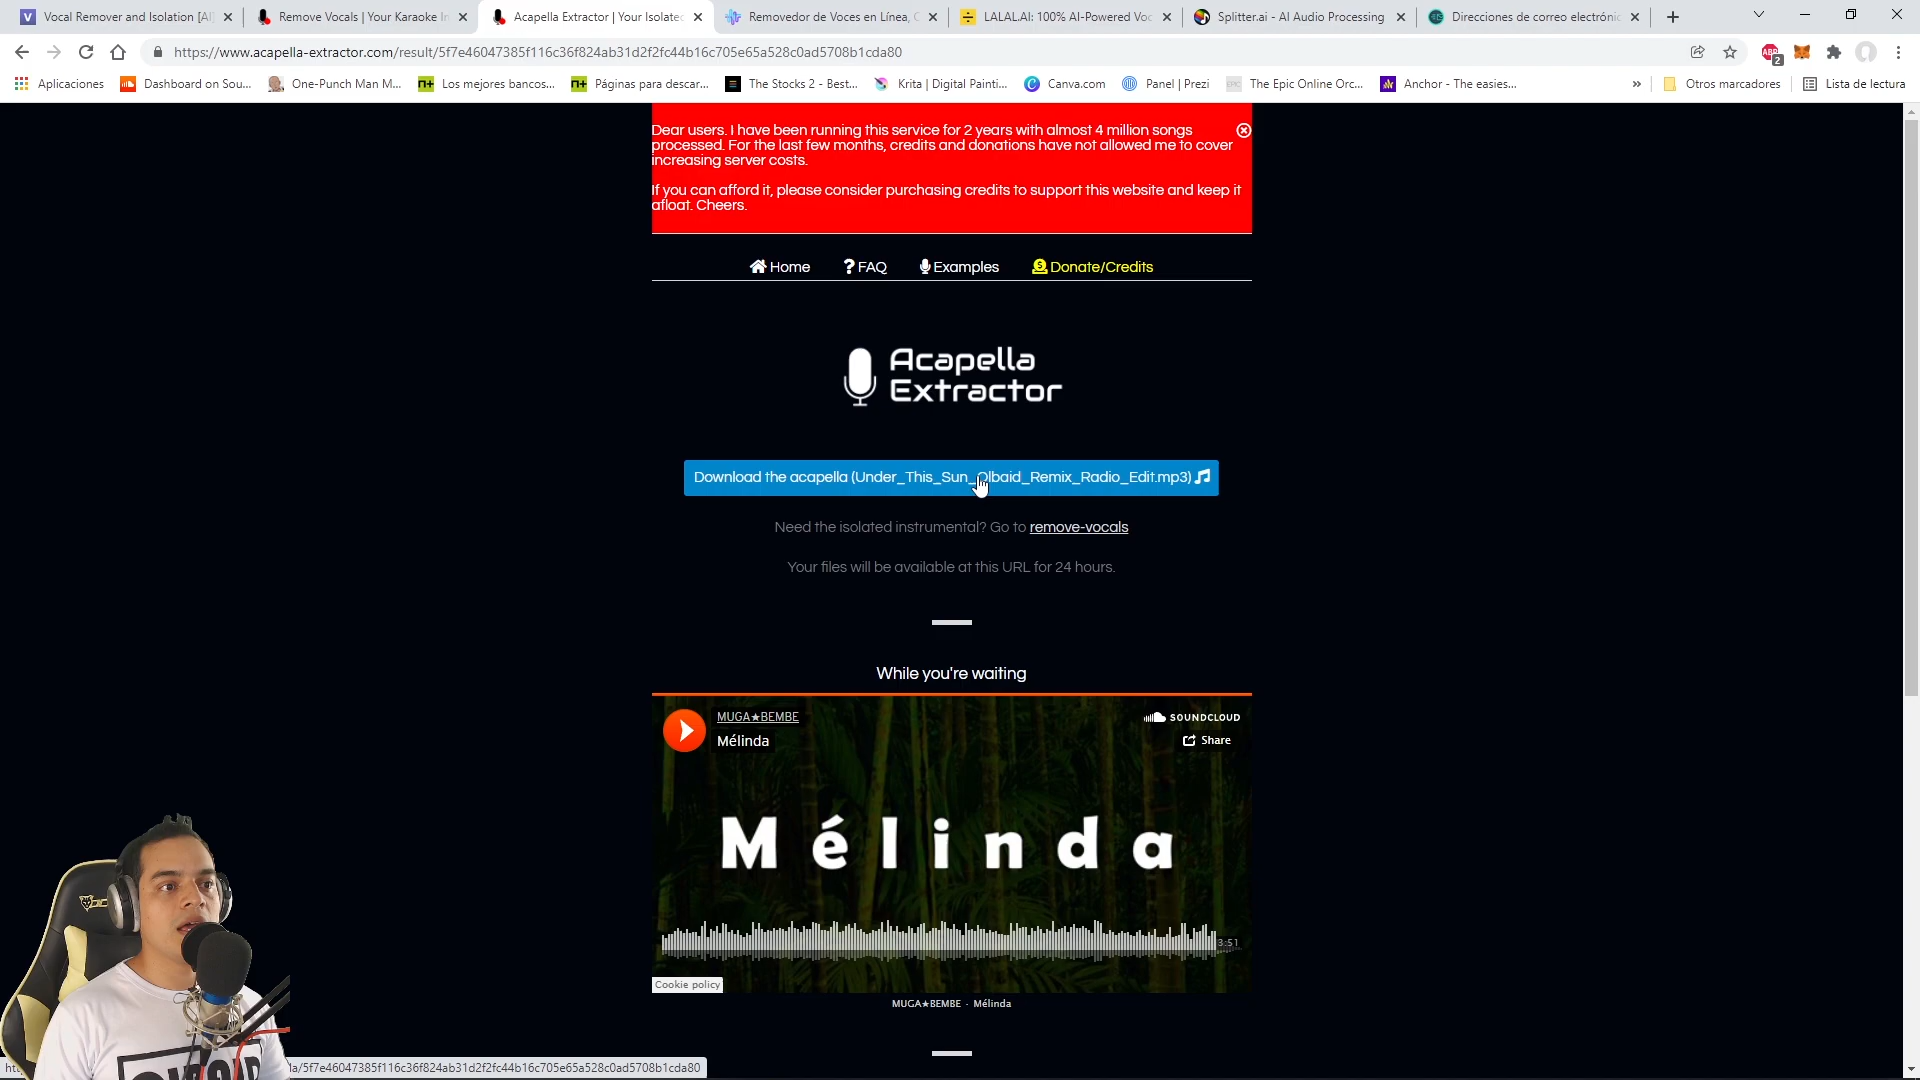 Vocal Remover and Isolation [AI]
Remove Vocals | Your Karaoke In
Acapella Extractor | Your Isolated
Removedor de Voces en Línea, C
LALAL.AI: 100% AI-Powered Voc
Splitter.ai - AI Audio Processing
Direcciones de correo electrónic
https://www.acapella-extractor.com/result/5f7e46047385f116c36f824ab31d2f2fc44b16c705e65a528c0ad5708b1cda80
ABP
2
Aplicaciones
Dashboard on Sou...
One-Punch Man M...
n+
Los mejores bancos...
n+
Páginas para descar...
The Stocks 2 - Best...
Krita | Digital Painti...
Canva.com
Panel | Prezi
EPIC
The Epic Online Orc...
Anchor - The easies...
»
Otros marcadores
Lista de lectura
Dear users. I have been running this service for 2 years with almost 4 million songs
processed. For the last few months, credits and donations have not allowed me to cover
increasing server costs.
If you can afford it, please consider purchasing credits to support this website and keep it
afloat. Cheers.
Home
FAQ
Examples
Donate/Credits
Acapella
Extractor
Download the acapella (Under_This_Sun_Olbaid_Remix_Radio_Edit.mp3)
Need the isolated instrumental? Go to remove-vocals
Your files will be available at this URL for 24 hours.
While you're waiting
MUGA★BEMBE
SOUNDCLOUD
Mélinda
Share
Mélinda
3:51
Cookie policy
MUGA★BEMBE · Mélinda
la/5f7e46047385f116c36f824ab31d2f2fc44b16c705e65a528c0ad5708b1cda80